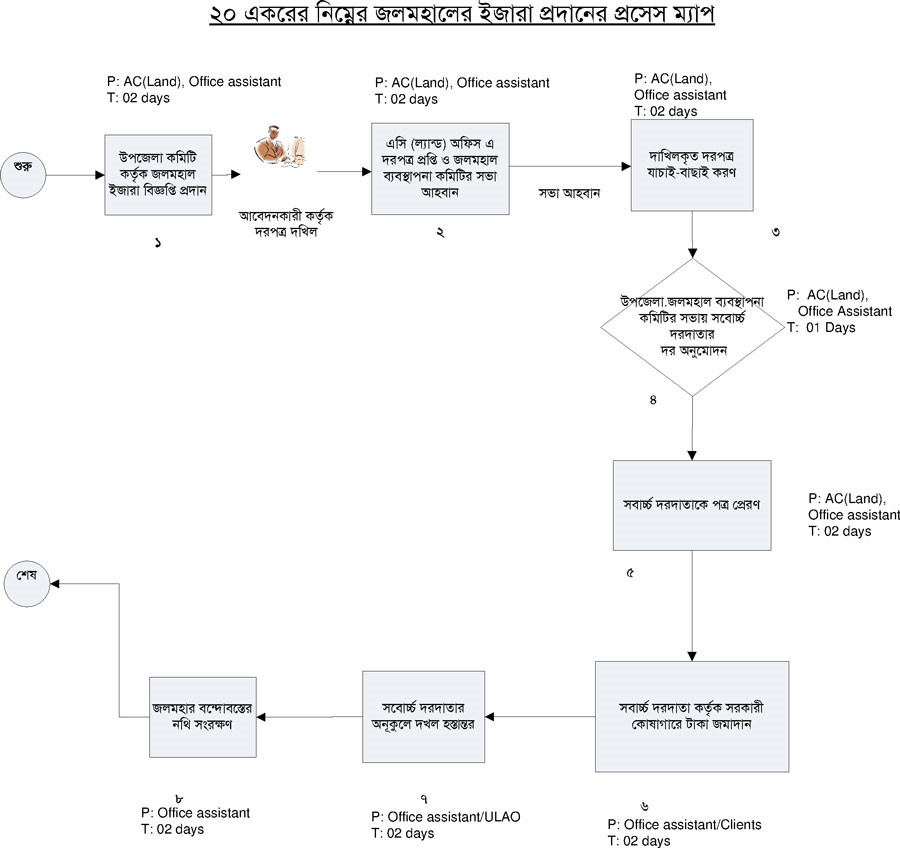 ২০ একরের নিম্নের জলমহালের ইজারা প্রদানের প্রসেস ম্যাপ
P: AC(Land), Office assistant
T: 02 days
P: AC(Land), Office assistant
T: 02 days
P: AC(Land),
Office assistant
T: 02 days
শুরু
উপজেলা কমিটি
কর্তৃক জলমহাল
ইজারা বিজ্ঞপ্তি প্রদান
১
আবেদনকারী কর্তৃক
দরপত্র দখিল
এসি (ল্যান্ড) অফিস এ
দরপত্র প্রপ্তি ও জলমহাল
ব্যবস্থাপনা কমিটির সভা
আহবান
২
সভা আহবান
দাখিলকৃত দরপত্র
যাচাই-বাছাই করণ
৩
উপজেলা.জলমহাল ব্যবস্থাপনা
কমিটির সভায় সবোর্চ্চ
দরদাতার
দর অনুমোদন
P: AC(Land),
Office Assistant
T: 01 Days
৪
সবার্চ্চ দরদাতাকে পত্র প্রেরণ
P: AC(Land),
Office assistant
T: 02 days
৫
সবার্চ্চ দরদাতা কর্তৃক সরকারী
কোষাগারে টাকা জমাদান
৬
P: Office assistant/Clients
T: 02 days
সবোর্চ্চ দরদাতার
অনূকুলে দখল হস্তান্তর
৭
P: Office assistant/ULAO
T: 02 days
জলমহার বন্দোবস্তের
নথি সংরক্ষণ
৮
P: Office assistant
T: 02 days
শেষ